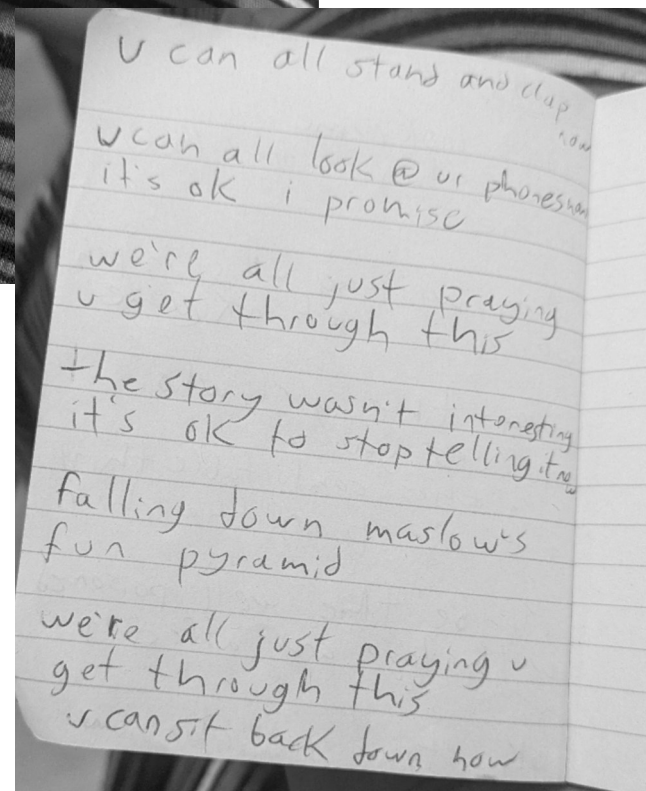 u can all stand and clap now
u can all look @ ur phones now
it's ok i promise
we're all just praying
u get through this
the story wasn't interesting
it's ok to stop telling it now
falling down maslow's
fun pyramid
we're all just praying u
get through this
u can sit back down now